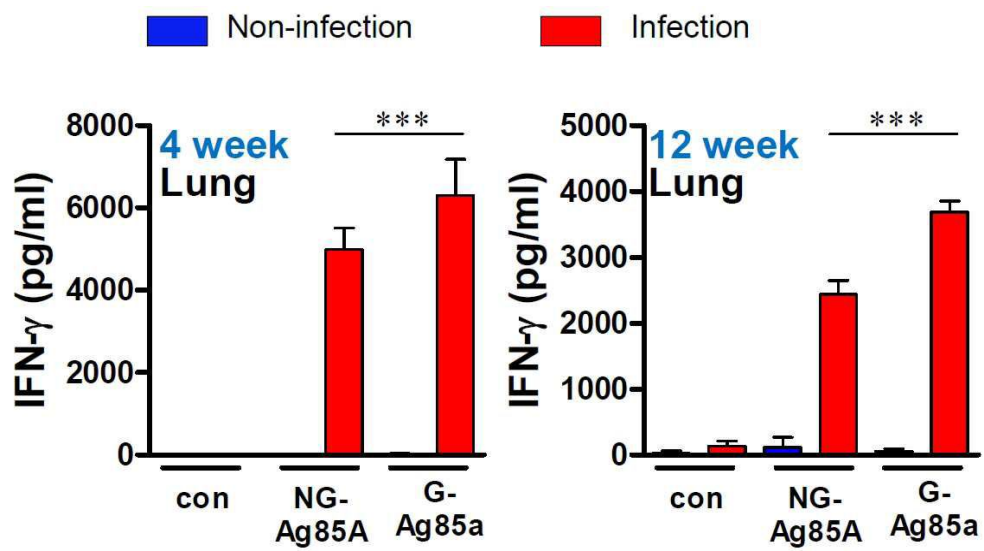 Non-infection
Infection
IFN-γ (pg/ml)
8000
6000
4000
2000
0
4 week
Lung
***
con
NG-
Ag85A
G-
Ag85a
IFN-γ (pg/ml)
5000
4000
3000
2000
1000
0
12 week
Lung
***
con
NG-
Ag85A
G-
Ag85a